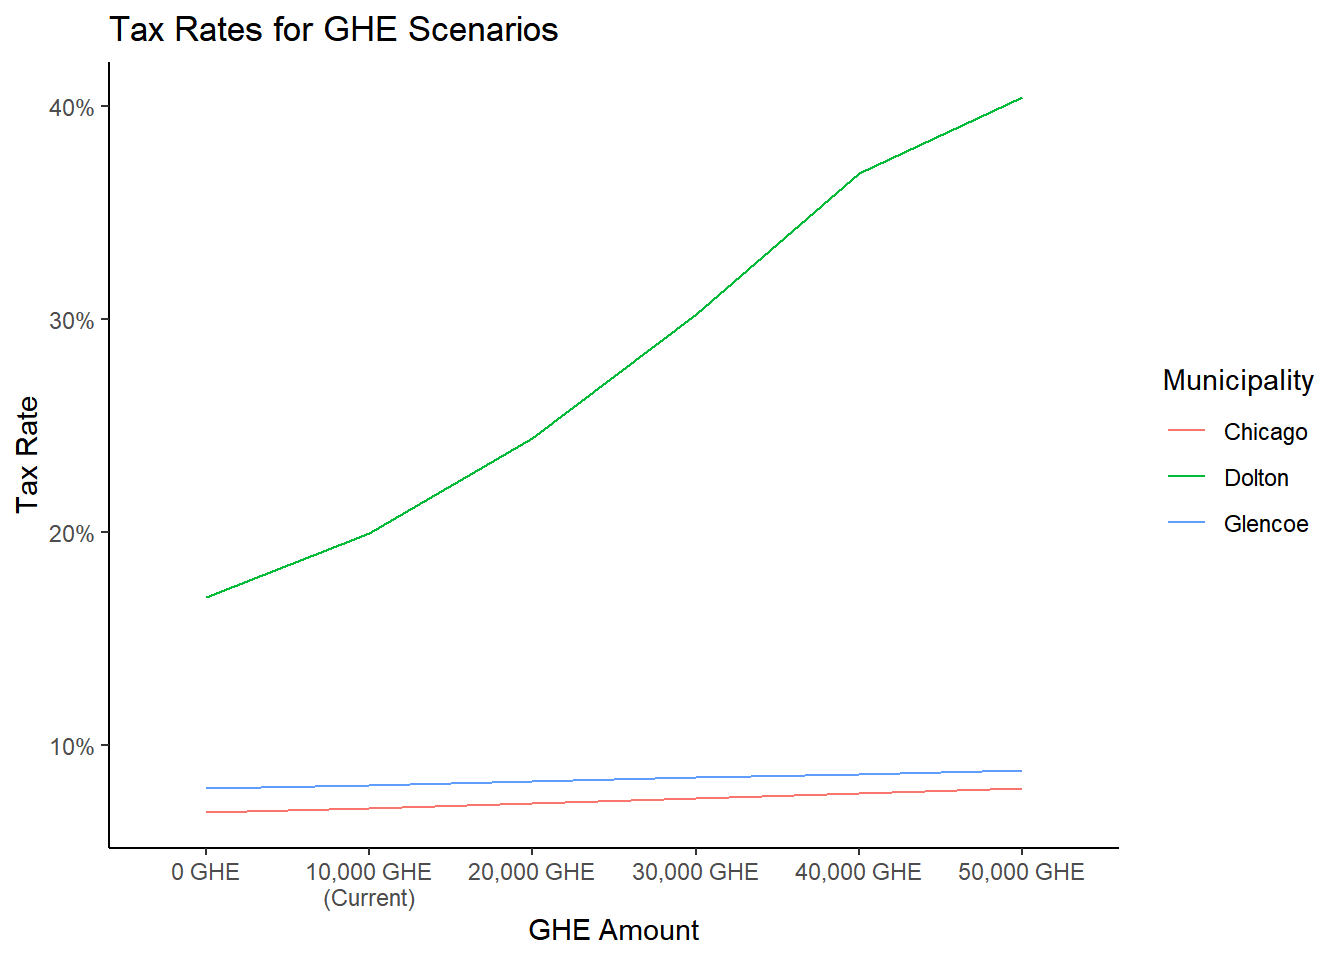 Tax Rates for GHE Scenarios
40%
30%
20%
10%
Tax Rate
0 GHE
10,000 GHE
(Current)
20,000 GHE
30,000 GHE
40,000 GHE
50,000 GHE
GHE Amount
Municipality
Chicago
Dolton
Glencoe